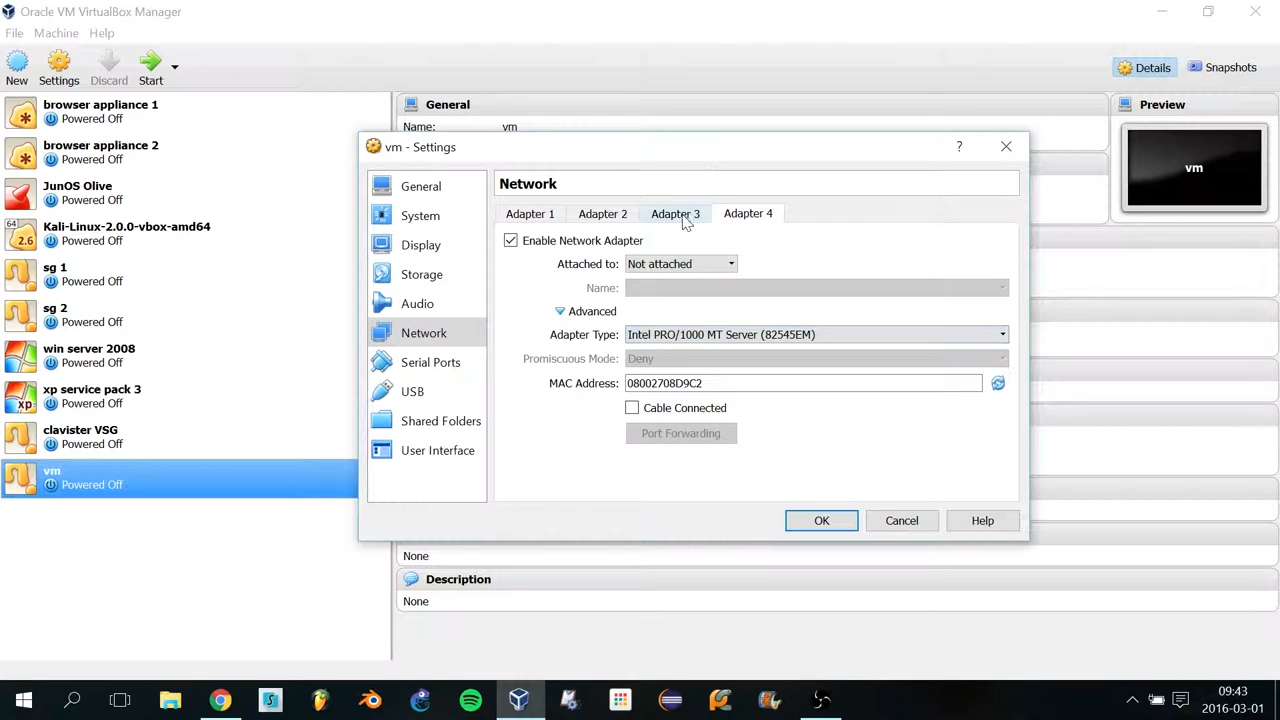 Oracle VM VirtualBox Manager
File Machine Help
New Settings Discard Start
Details Snapshots
browser appliance 1
Powered Off
browser appliance 2
Powered Off
JunOS Olive
Powered Off
64
2.6
Kali-Linux-2.0.0-vbox-amd64
Powered Off
sg 1
Powered Off
sg 2
Powered Off
win server 2008
Powered Off
xp
xp service pack 3
Powered Off
clavister VSG
Powered Off
vm
Powered Off
General
Name: vm
Preview
vm
vm - Settings
?
General
System
Display
Storage
Audio
Network
Serial Ports
USB
Shared Folders
User Interface
Network
Adapter 1 Adapter 2 Adapter 3 Adapter 4
Enable Network Adapter
Attached to: Not attached
Name:
Advanced
Adapter Type: Intel PRO/1000 MT Server (82545EM)
Promiscuous Mode: Deny
MAC Address: 08002708D9C2
Cable Connected
Port Forwarding
OK Cancel Help
None
Description
None
09:43
2016-03-01